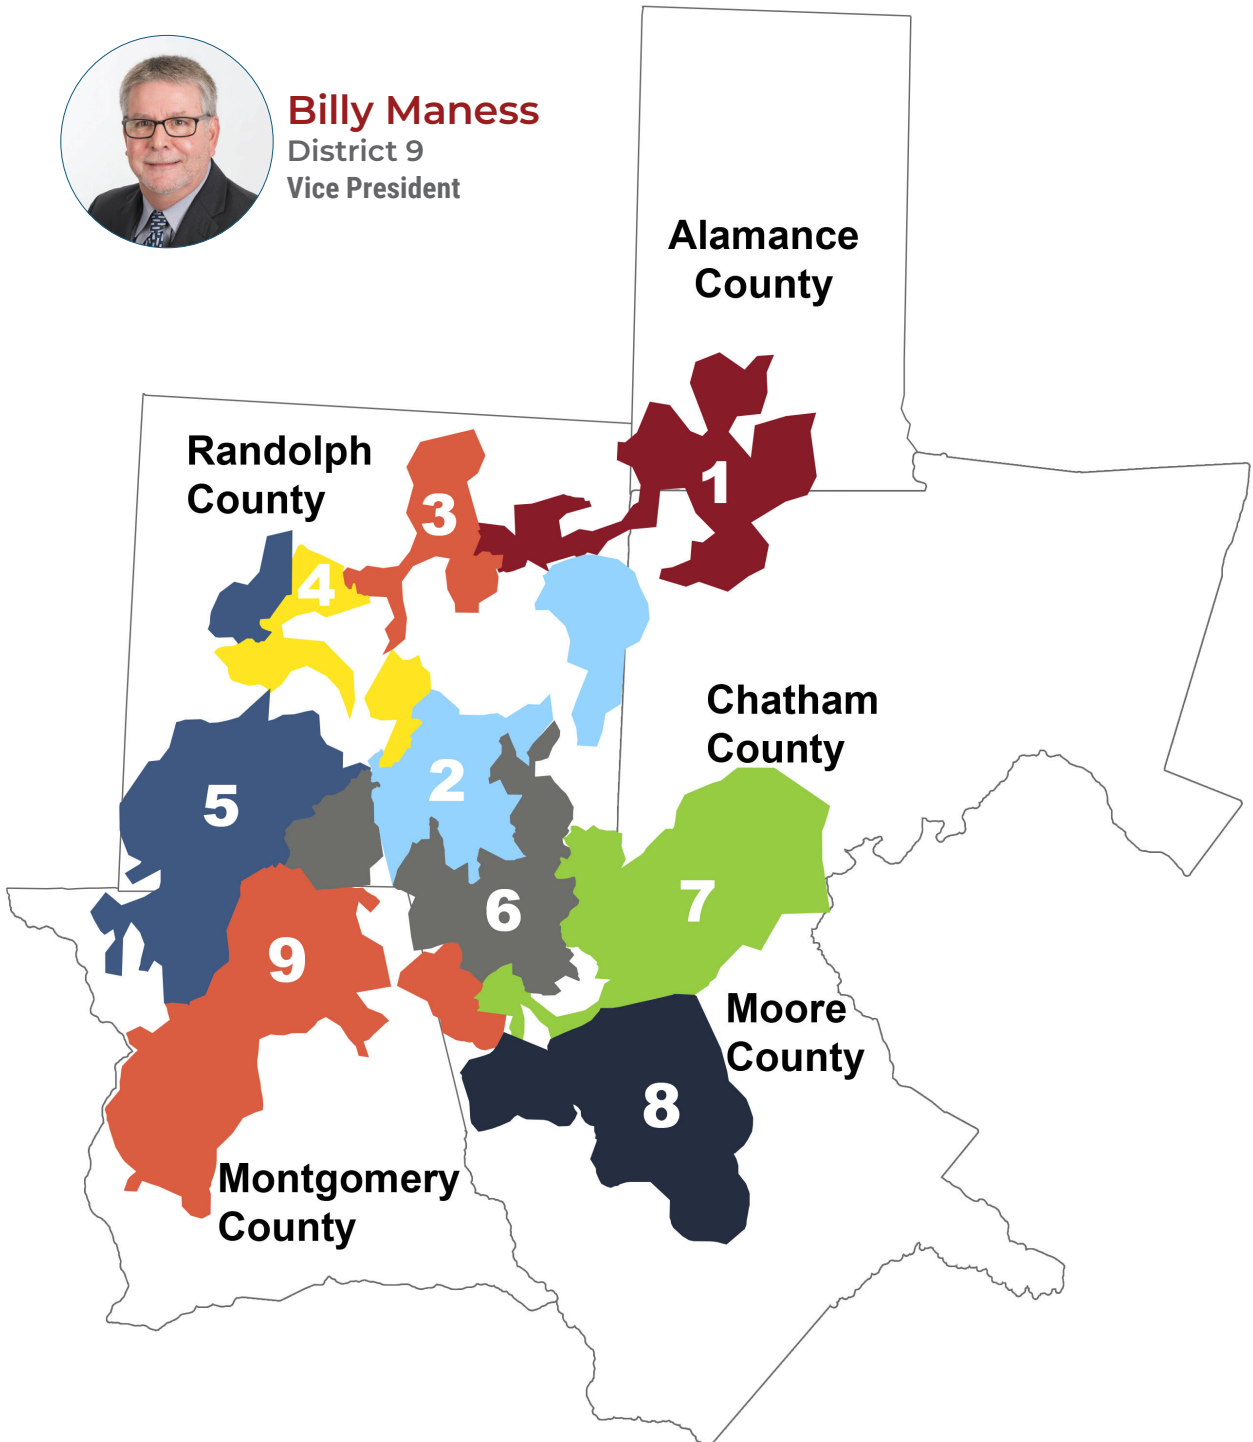 Billy Maness
District 9
Vice President
Alamance
County
Randolph
County
1
3
4
Chatham
County
2
5
7
6
9
Moore
County
8
Montgomery
County